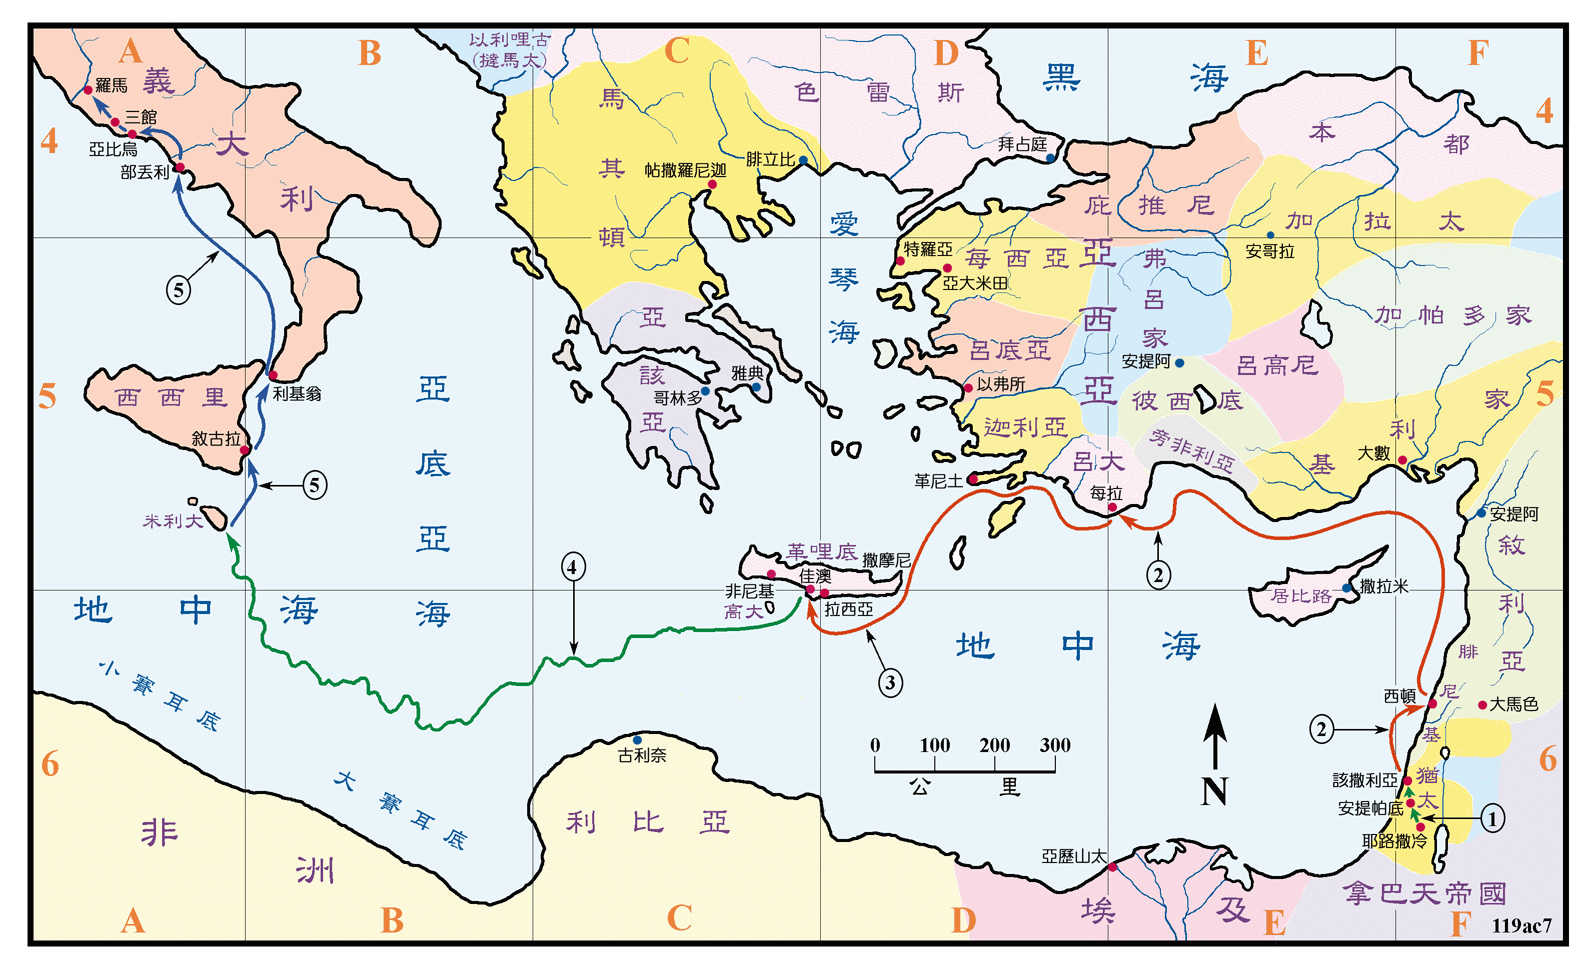 A
B
C
D
E
F
以利哩古
(撻馬太)
黑海
羅馬
義大利
三館
亞比烏
部丟利
4
4
馬其頓
色雷斯
帖撒羅尼迦
腓立比
拜占庭
本都
庇推尼
加拉太
安哥拉
愛琴海
特羅亞
每西亞
亞大米田
亞西亞
弗呂家
加帕多家
亞該亞
呂底亞
安提阿
呂高尼
5
5
西西里
利基翁
敘古拉
亞底亞海
雅典
哥林多
以弗所
彼西底
迦利亞
旁非利亞
基利家
大數
呂大
每拉
革尼土
⑤
⑤
米利大
安提阿
敘利亞
革哩底
撒摩尼
佳澳
非尼基
拉西亞
高大
居比路
撒拉米
④
②
③
地中海
地中海
小賽耳底
大賽耳底
腓尼基
西頓
大馬色
②
0 100 200 300
公里
N
6
6
古利奈
該撒利亞
猶太
安提帕底
①
耶路撒冷
非洲
利比亞
亞歷山太
埃及
拿巴天帝國
A
B
C
D
E
F
119ac7